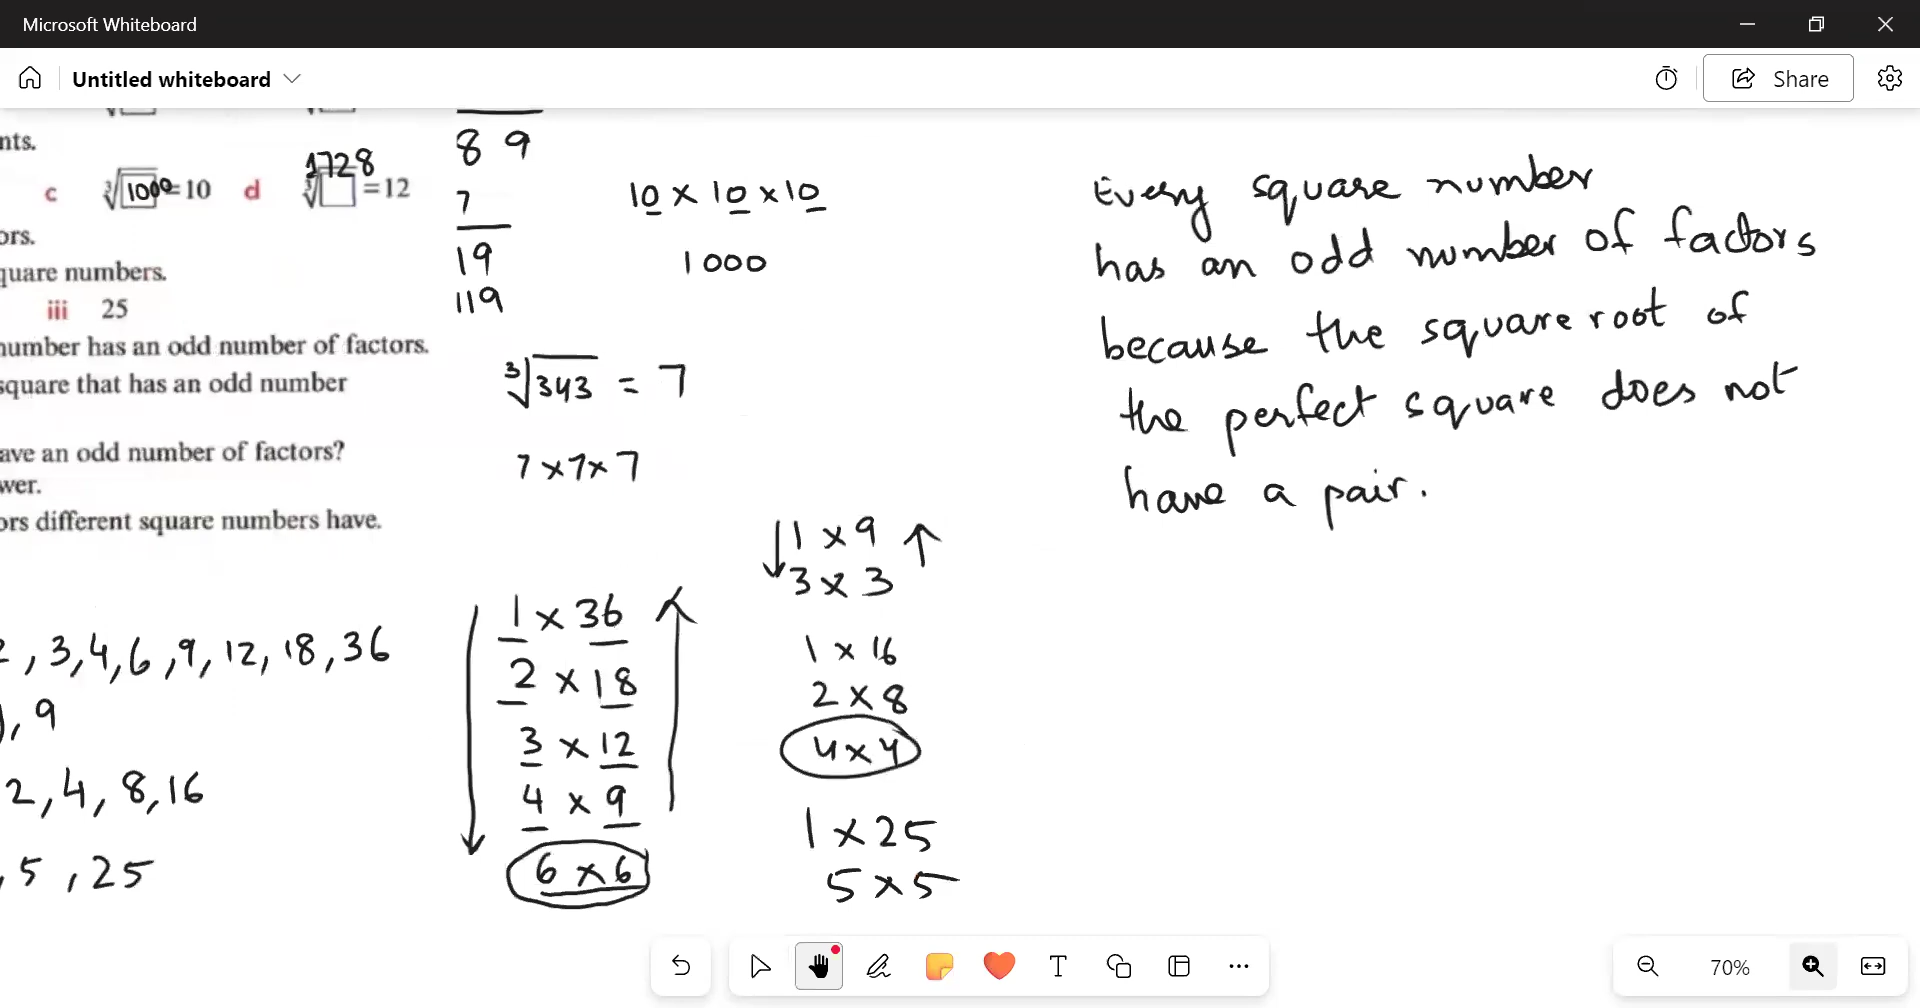 Microsoft Whiteboard
Untitled whiteboard
Share
nts.
c ∛1000 = 10 d ∛1728 = 12
ors.
quare numbers.
iii 25
number has an odd number of factors.
square that has an odd number
ave an odd number of factors?
wer.
ors different square numbers have.
2, 3, 4, 6, 9, 12, 18, 36
, 9
2, 4, 8, 16
, 5, 25
8 9
7
19
119
10 × 10 × 10
1000
∛343 = 7
7 × 7 × 7
1 × 36
2 × 18
3 × 12
4 × 9
6 × 6
1 × 9
3 × 3
1 × 16
2 × 8
4 × 4
1 × 25
5 × 5
Every square number
has an odd number of factors
because the square root of
the perfect square does not
have a pair.
70%